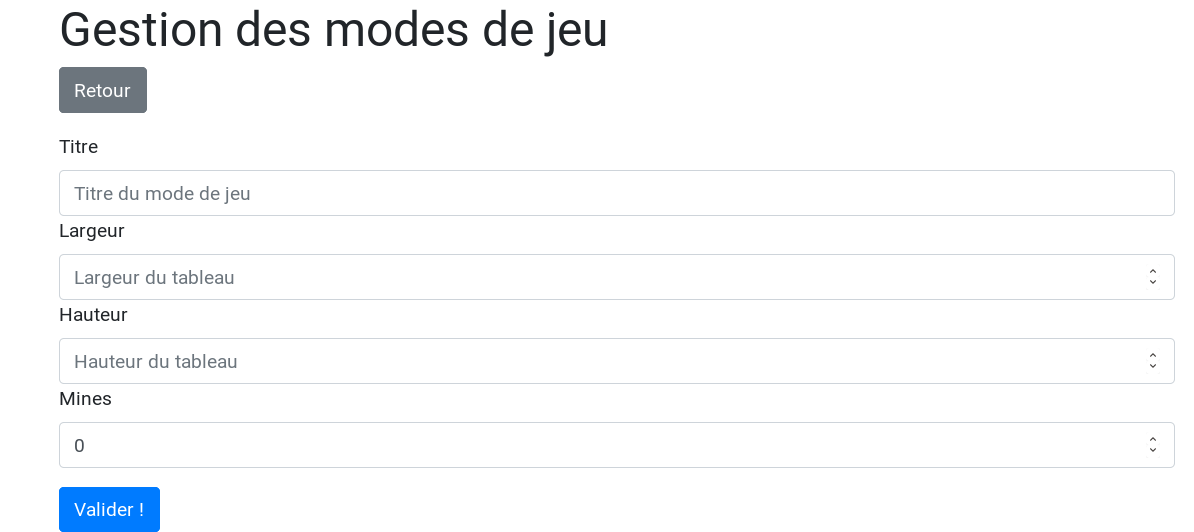 Gestion des modes de jeu
Retour
Titre
Titre du mode de jeu
Largeur
Largeur du tableau
Hauteur
Hauteur du tableau
Mines
0
Valider !